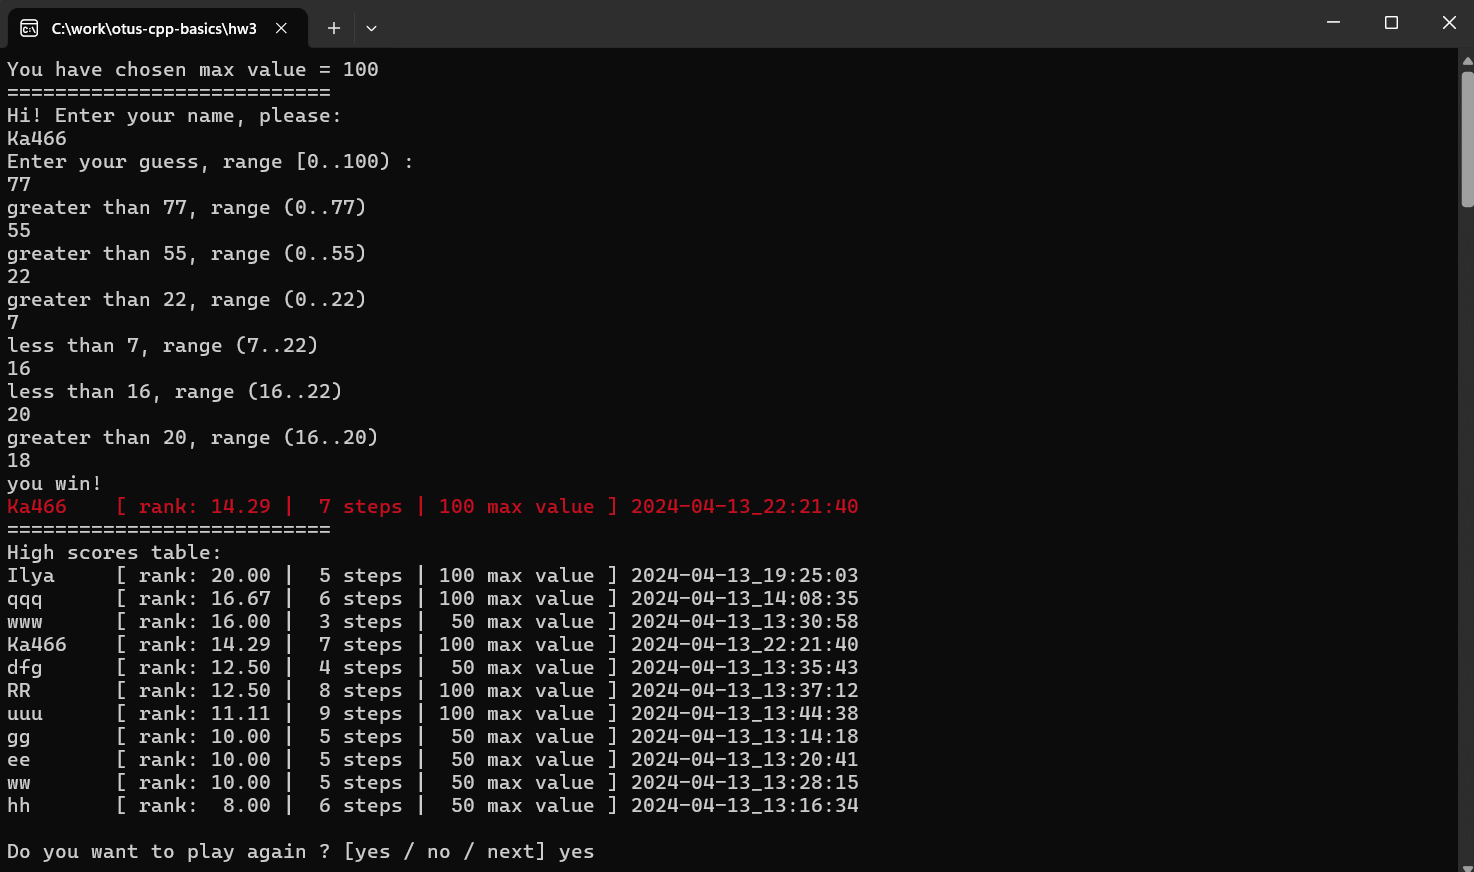 C:\work\otus-cpp-basics\hw3
You have chosen max value = 100
===========================
Hi! Enter your name, please:
Ka466
Enter your guess, range [0..100) :
77
greater than 77, range (0..77)
55
greater than 55, range (0..55)
22
greater than 22, range (0..22)
7
less than 7, range (7..22)
16
less than 16, range (16..22)
20
greater than 20, range (16..20)
18
you win!
Ka466    [ rank: 14.29 |  7 steps | 100 max value ] 2024-04-13_22:21:40
===========================
High scores table:
Ilya     [ rank: 20.00 |  5 steps | 100 max value ] 2024-04-13_19:25:03
qqq      [ rank: 16.67 |  6 steps | 100 max value ] 2024-04-13_14:08:35
www      [ rank: 16.00 |  3 steps |  50 max value ] 2024-04-13_13:30:58
Ka466    [ rank: 14.29 |  7 steps | 100 max value ] 2024-04-13_22:21:40
dfg      [ rank: 12.50 |  4 steps |  50 max value ] 2024-04-13_13:35:43
RR       [ rank: 12.50 |  8 steps | 100 max value ] 2024-04-13_13:37:12
uuu      [ rank: 11.11 |  9 steps | 100 max value ] 2024-04-13_13:44:38
gg       [ rank: 10.00 |  5 steps |  50 max value ] 2024-04-13_13:14:18
ee       [ rank: 10.00 |  5 steps |  50 max value ] 2024-04-13_13:20:41
ww       [ rank: 10.00 |  5 steps |  50 max value ] 2024-04-13_13:28:15
hh       [ rank:  8.00 |  6 steps |  50 max value ] 2024-04-13_13:16:34
Do you want to play again ? [yes / no / next] yes